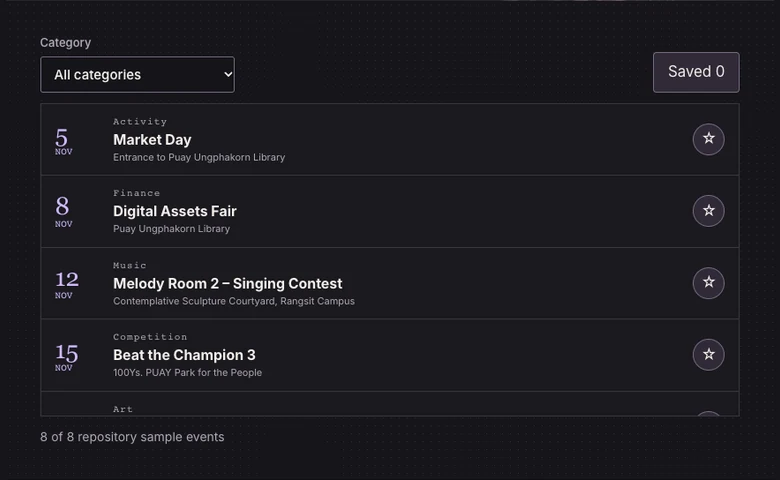 Category
All categories
Saved 0
5
NOV
Activity
Market Day
Entrance to Puay Ungphakorn Library
8
NOV
Finance
Digital Assets Fair
Puay Ungphakorn Library
12
NOV
Music
Melody Room 2 – Singing Contest
Contemplative Sculpture Courtyard, Rangsit Campus
15
NOV
Competition
Beat the Champion 3
100Ys. PUAY Park for the People
Art
8 of 8 repository sample events